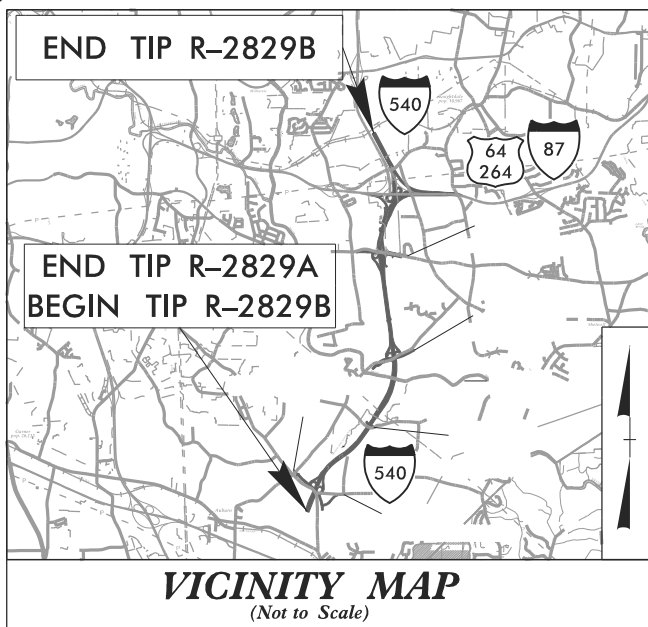 END TIP R–2829B
540
64
264
87
END TIP R–2829A
BEGIN TIP R–2829B
540
Auburn
VICINITY MAP
(Not to Scale)